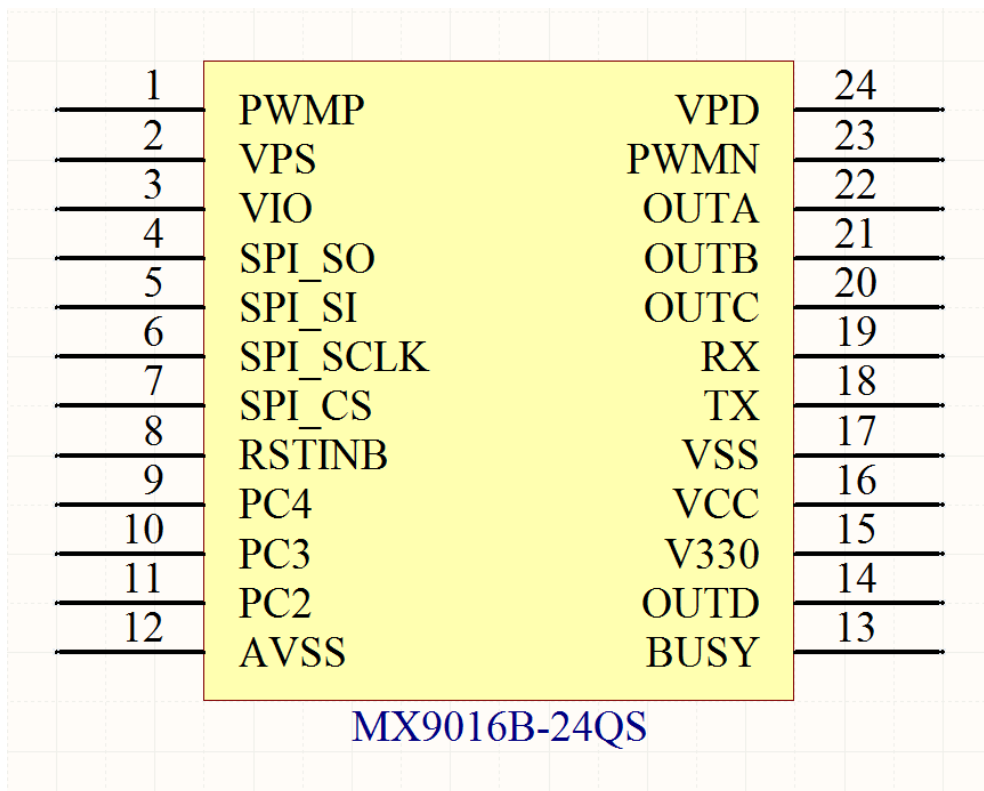 1 PWMP VPD 24
2 VPS PWMN 23
3 VIO OUTA 22
4 SPI_SO OUTB 21
5 SPI_SI OUTC 20
6 SPI_SCLK RX 19
7 SPI_CS TX 18
8 RSTINB VSS 17
9 PC4 VCC 16
10 PC3 V330 15
11 PC2 OUTD 14
12 AVSS BUSY 13
MX9016B-24QS